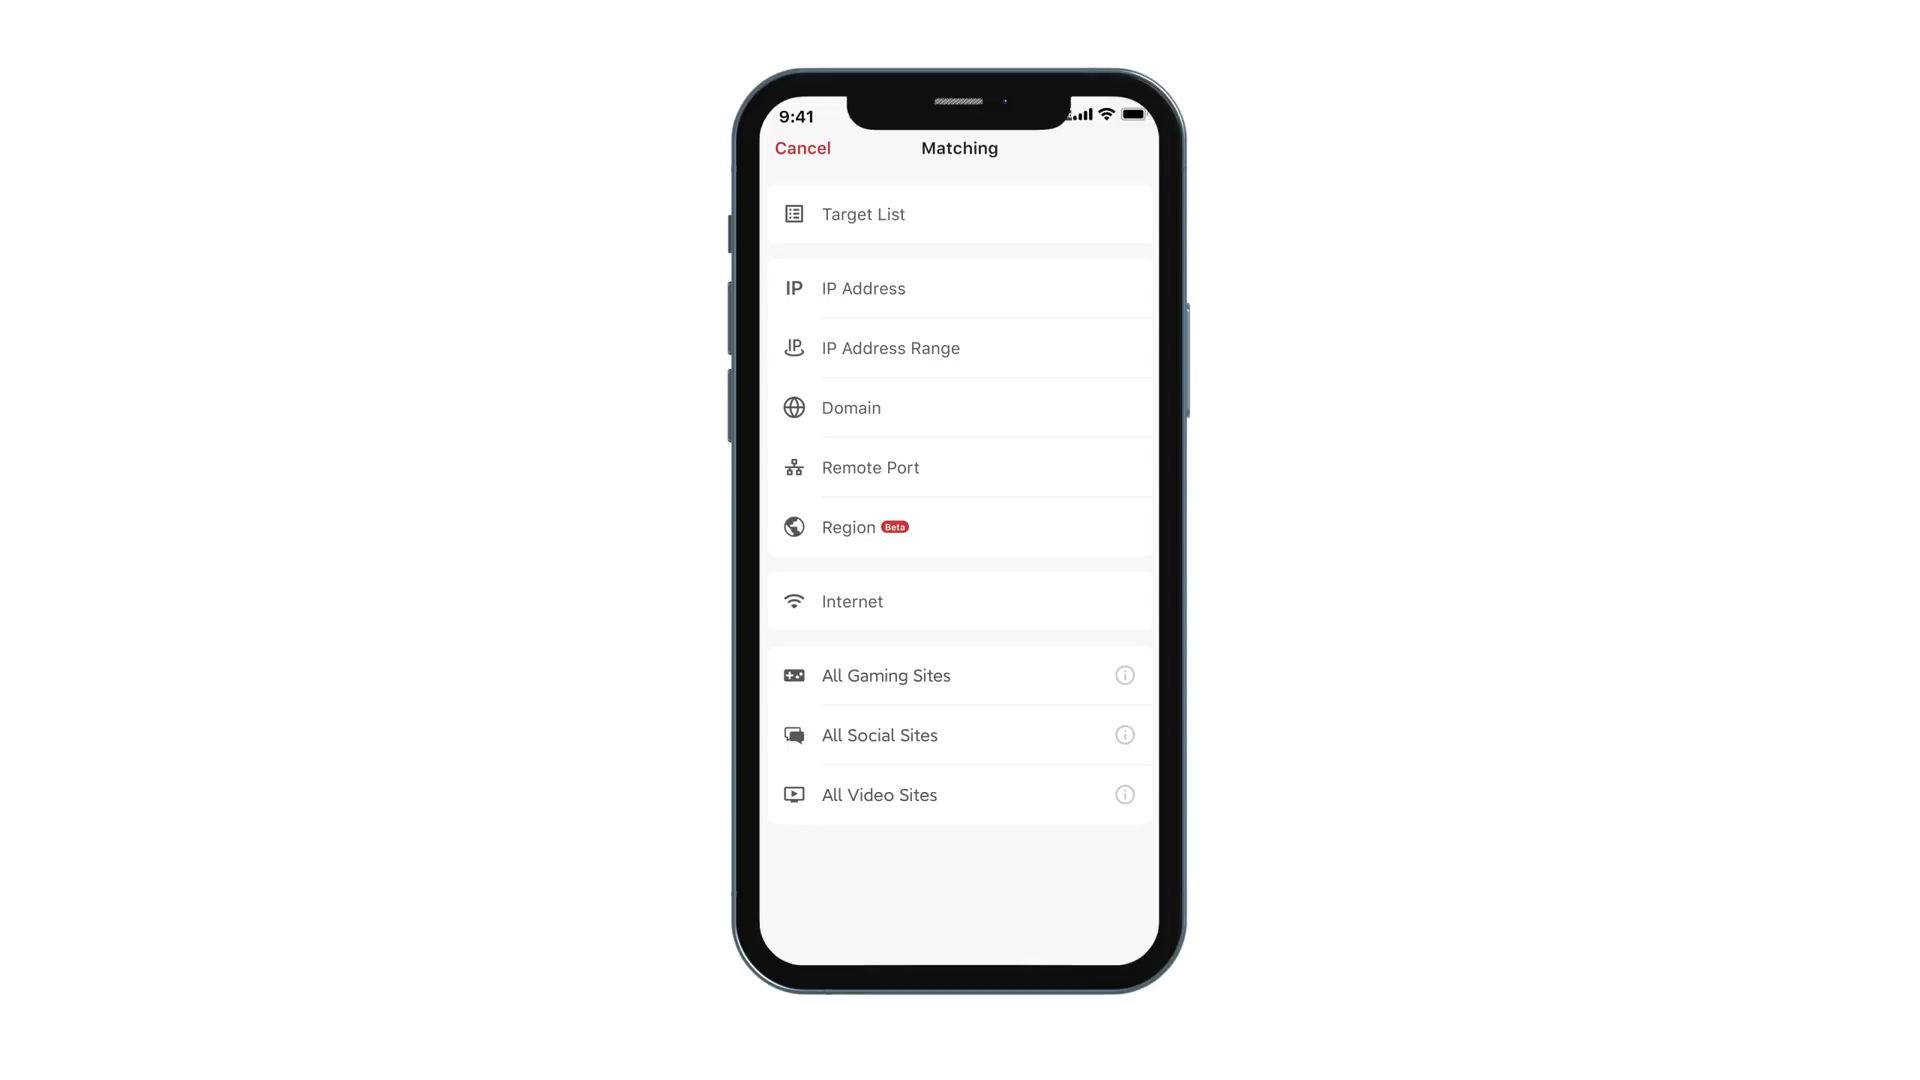 9:41
Cancel
Matching
Target List
IP IP Address
IP IP Address Range
Domain
Remote Port
Region Beta
Internet
All Gaming Sites
All Social Sites
All Video Sites